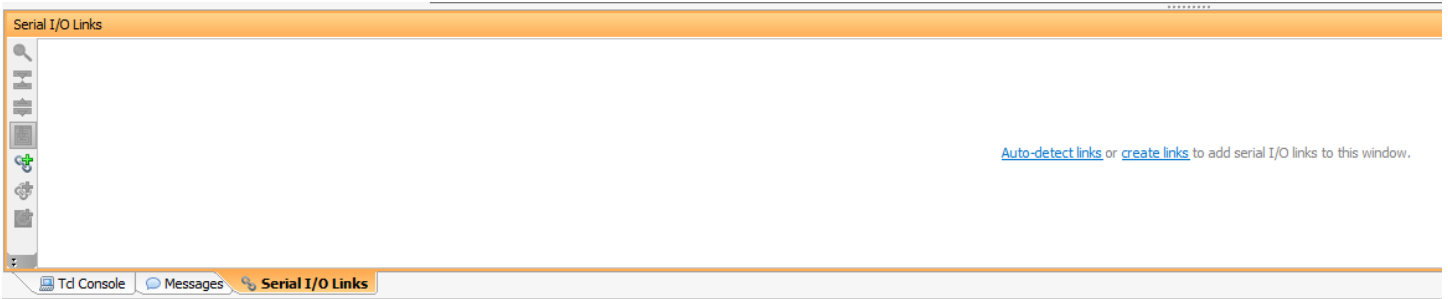 Serial I/O Links
Auto-detect links or create links to add serial I/O links to this window.
Tcl Console Messages Serial I/O Links